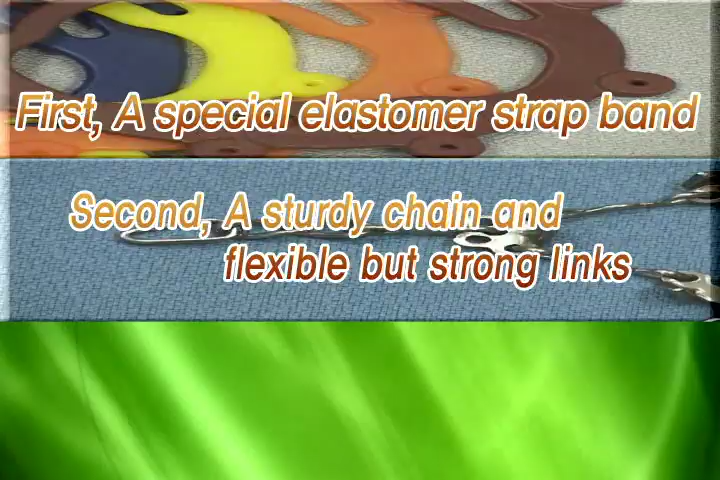 First, A special elastomer strap band
Second, A sturdy chain and
flexible but strong links